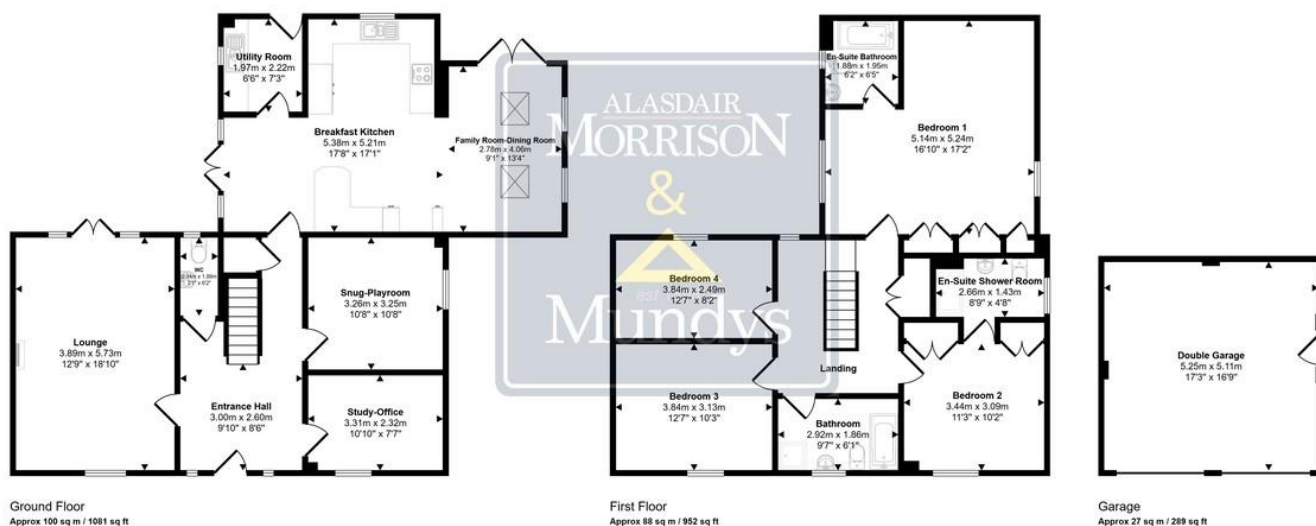 Utility Room
1.97m x 2.22m
6'6" x 7'3"
Breakfast Kitchen
5.38m x 5.21m
17'8" x 17'1"
Family Room-Dining Room
2.78m x 4.06m
9'1" x 13'4"
Lounge
3.89m x 5.73m
12'9" x 18'10"
WC
Snug-Playroom
3.26m x 3.25m
10'8" x 10'8"
Entrance Hall
3.00m x 2.60m
9'10" x 8'6"
Study-Office
3.31m x 2.32m
10'10" x 7'7"
Ground Floor
Approx 100 sq m / 1081 sq ft
ALASDAIR
MORRISON
&
Mundys
En-Suite Bathroom
1.88m x 1.95m
6'2" x 6'5"
Bedroom 1
5.14m x 5.24m
16'10" x 17'2"
Bedroom 4
3.84m x 2.49m
12'7" x 8'2"
En-Suite Shower Room
2.66m x 1.43m
8'9" x 4'8"
Landing
Bedroom 3
3.84m x 3.13m
12'7" x 10'3"
Bathroom
2.92m x 1.86m
9'7" x 6'1"
Bedroom 2
3.44m x 3.09m
11'3" x 10'2"
First Floor
Approx 88 sq m / 952 sq ft
Double Garage
5.25m x 5.11m
17'3" x 16'9"
Garage
Approx 27 sq m / 289 sq ft